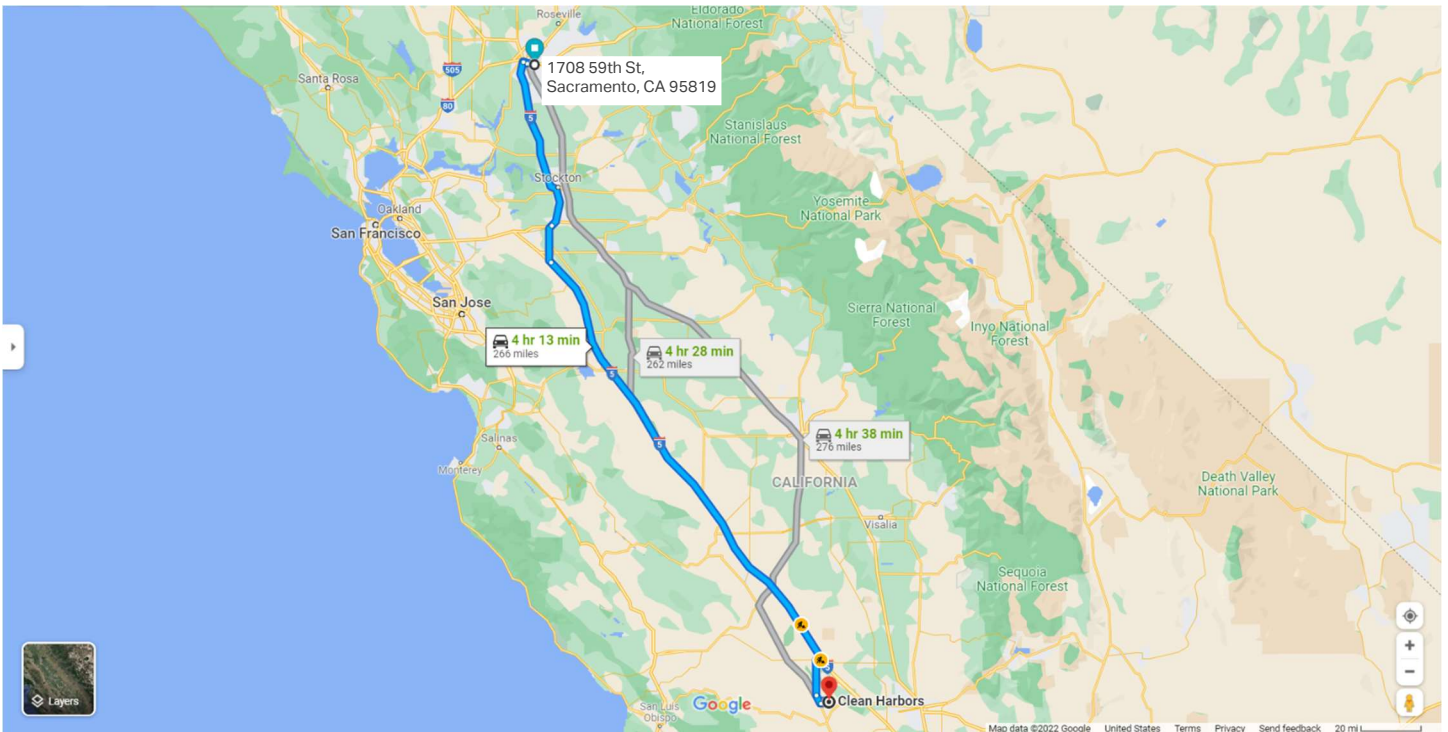 Roseville
Eldorado
National Forest
505
Santa Rosa
80
1708 59th St,
Sacramento, CA 95819
5
Stanislaus
National Forest
Stockton
Yosemite
National Park
Oakland
San Francisco
San Jose
Sierra National
Forest
Inyo National
Forest
4 hr 13 min
266 miles
4 hr 28 min
262 miles
5
4 hr 38 min
276 miles
Salinas
5
Monterey
CALIFORNIA
Death Valley
National Park
Visalia
Sequoia
National Forest
5
Layers
San Luis
Obispo
Google
Clean Harbors
Map data ©2022 Google United States Terms Privacy Send feedback 20 mi